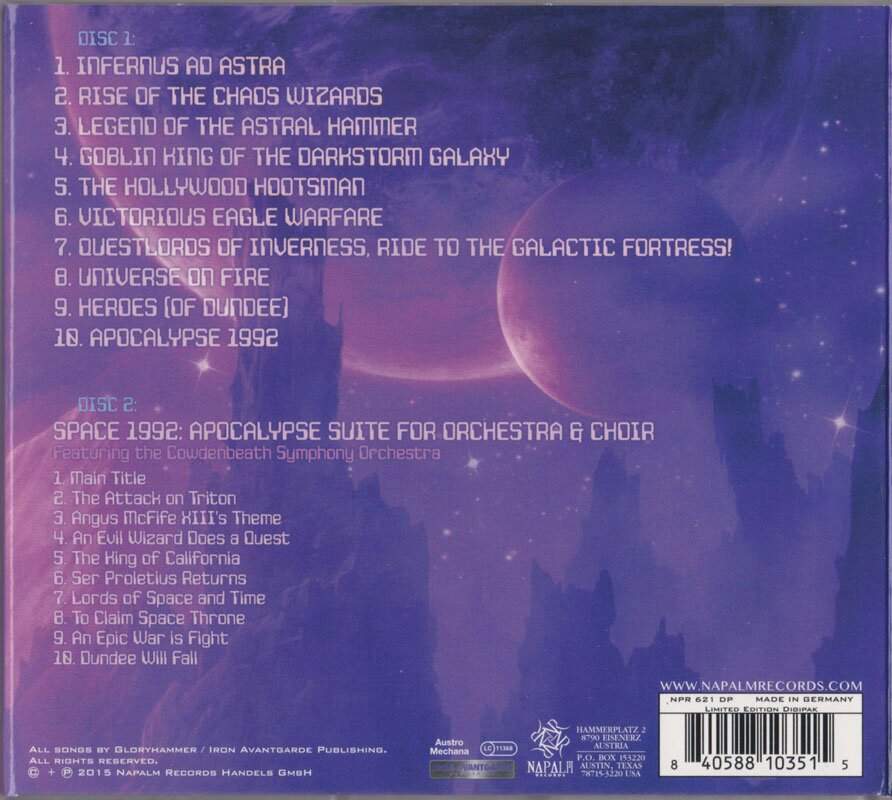 DISC 1:
1. INFERNUS AD ASTRA
2. RISE OF THE CHAOS WIZARDS
3. LEGEND OF THE ASTRAL HAMMER
4. GOBLIN KING OF THE DARKSTORM GALAXY
5. THE HOLLYWOOD HOOTSMAN
6. VICTORIOUS EAGLE WARFARE
7. QUESTLORDS OF INVERNESS, RIDE TO THE GALACTIC FORTRESS!
8. UNIVERSE ON FIRE
9. HEROES (OF DUNDEE)
10. APOCALYPSE 1992
DISC 2:
SPACE 1992: APOCALYPSE SUITE FOR ORCHESTRA & CHOIR
Featuring the Cowdenbeath Symphony Orchestra
1. Main Title
2. The Attack on Triton
3. Angus McFife XIII's Theme
4. An Evil Wizard Does a Quest
5. The King of California
6. Ser Proletius Returns
7. Lords of Space and Time
8. To Claim Space Throne
9. An Epic War is Fight
10. Dundee Will Fall
All songs by Gloryhammer / Iron Avantgarde Publishing.
All rights reserved.
© + ℗ 2015 Napalm Records Handels GmbH
Austro
Mechana
LC 11368
NAPALM
RECORDS
HAMMERPLATZ 2
8790 EISENERZ
AUSTRIA
P.O. BOX 153220
AUSTIN, TEXAS
78715-3220 USA
WWW.NAPALMRECORDS.COM
NPR 621 DP MADE IN GERMANY
Limited Edition Digipak
8 40588 10351 5